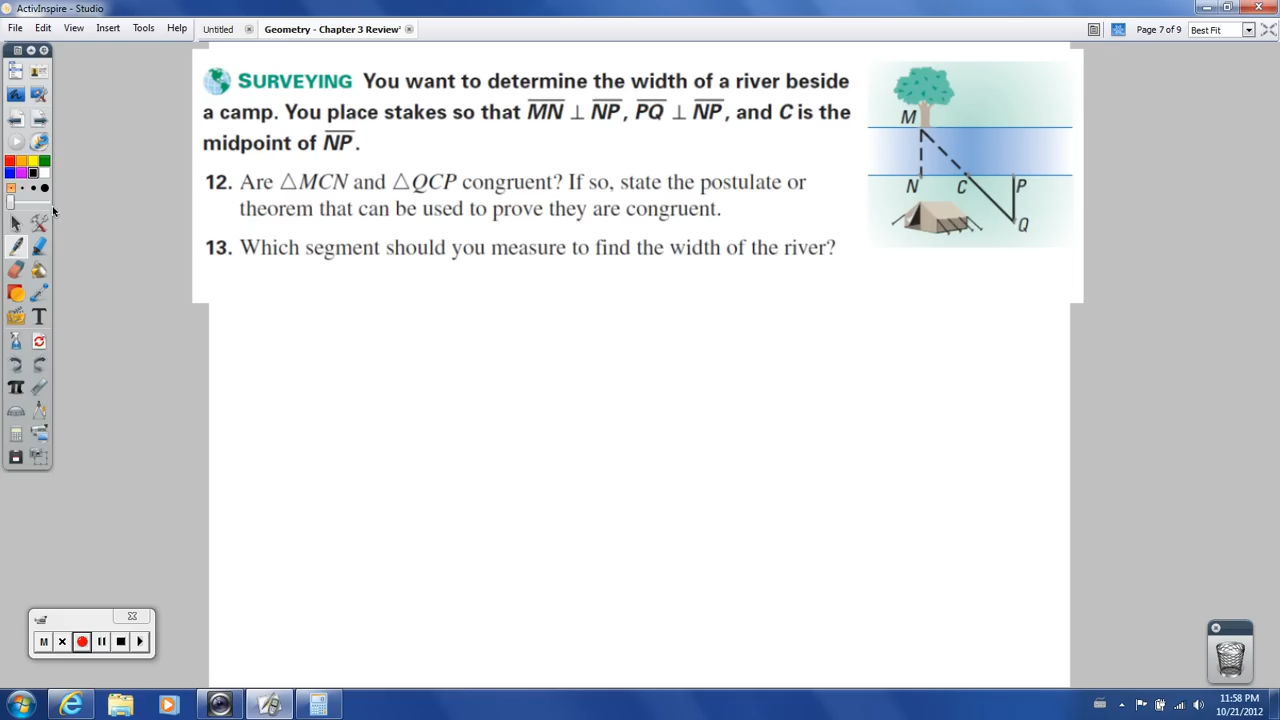 ActivInspire - Studio
File Edit View Insert Tools Help Untitled Geometry - Chapter 3 Review* Page 7 of 9 Best Fit
SURVEYING You want to determine the width of a river beside
a camp. You place stakes so that MN ⊥ NP, PQ ⊥ NP, and C is the
midpoint of NP.
12. Are △MCN and △QCP congruent? If so, state the postulate or
theorem that can be used to prove they are congruent.
13. Which segment should you measure to find the width of the river?
M
N C P
Q
M
11:58 PM
10/21/2012